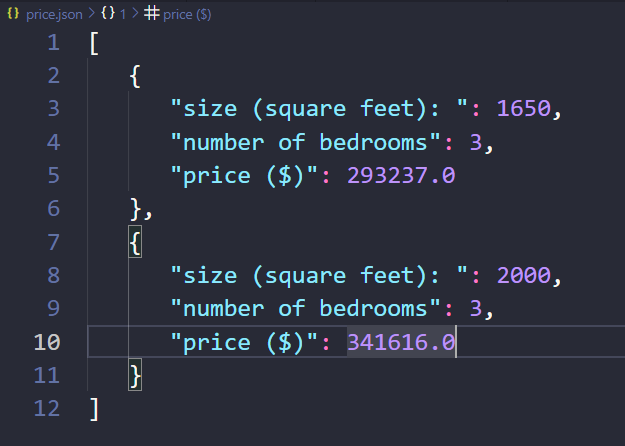 {} price.json > {} 1 > # price ($)
1 [
2 {
3 "size (square feet): ": 1650,
4 "number of bedrooms": 3,
5 "price ($)": 293237.0
6 },
7 {
8 "size (square feet): ": 2000,
9 "number of bedrooms": 3,
10 "price ($)": 341616.0
11 }
12 ]